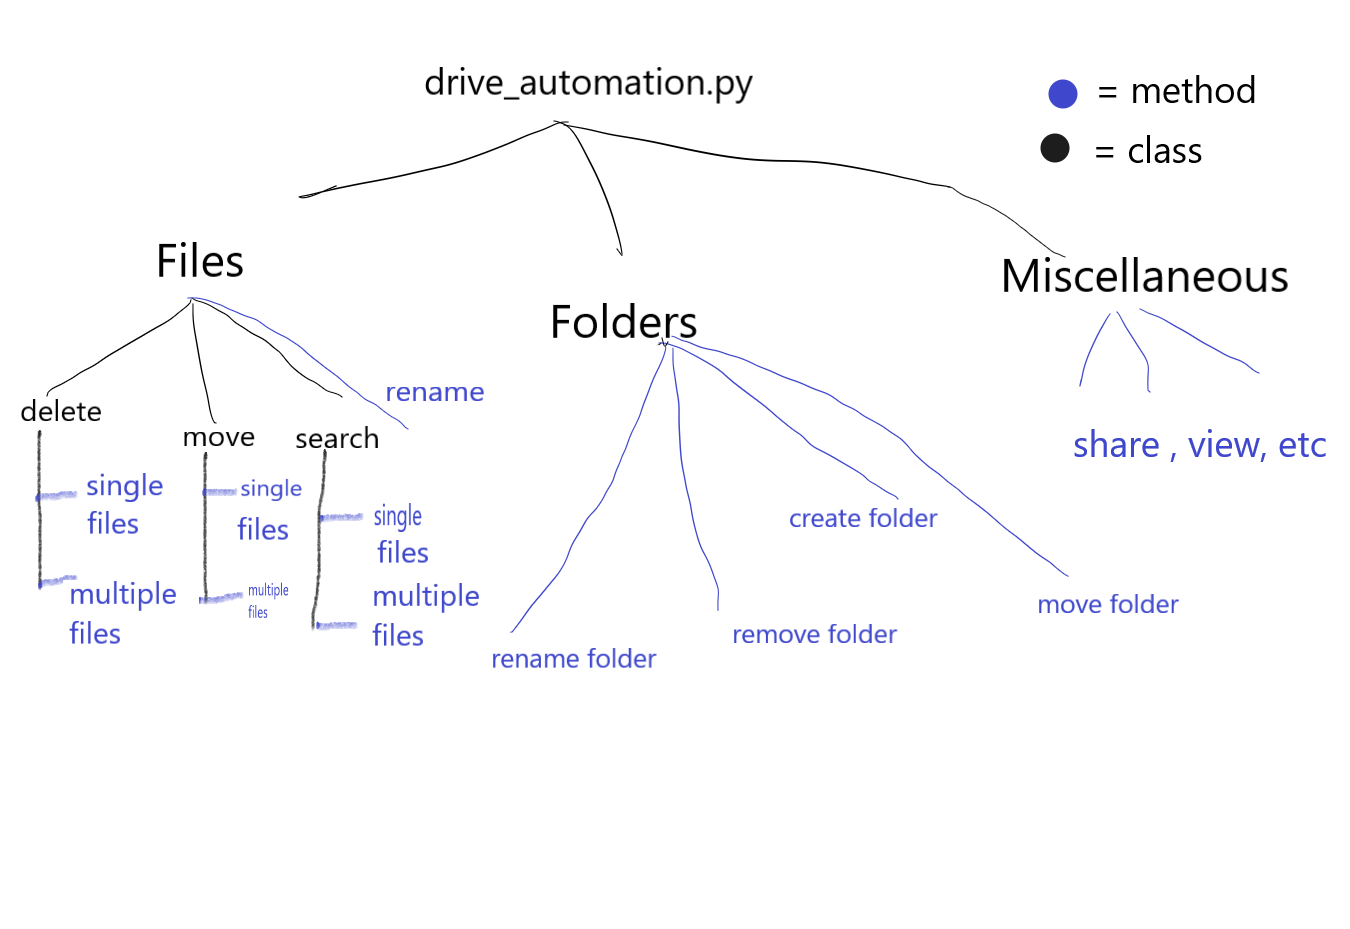 drive_automation.py
= method
= class
Files
Folders
Miscellaneous
delete
single
files
multiple
files
move
single
files
multiple
files
search
single
files
multiple
files
rename
rename folder
remove folder
create folder
move folder
share , view, etc